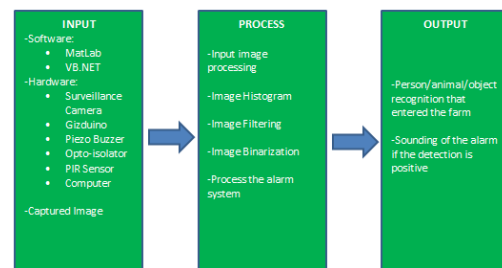 INPUT
-Software:
• MatLab
• VB.NET
-Hardware:
• Surveillance
Camera
• Gizduino
• Piezo Buzzer
• Opto-isolator
• PIR Sensor
• Computer
-Captured Image
PROCESS
-Input image
processing
-Image Histogram
-Image Filtering
-Image Binarization
-Process the alarm
system
OUTPUT
-Person/animal/object
recognition that
entered the farm
-Sounding of the alarm
if the detection is
positive